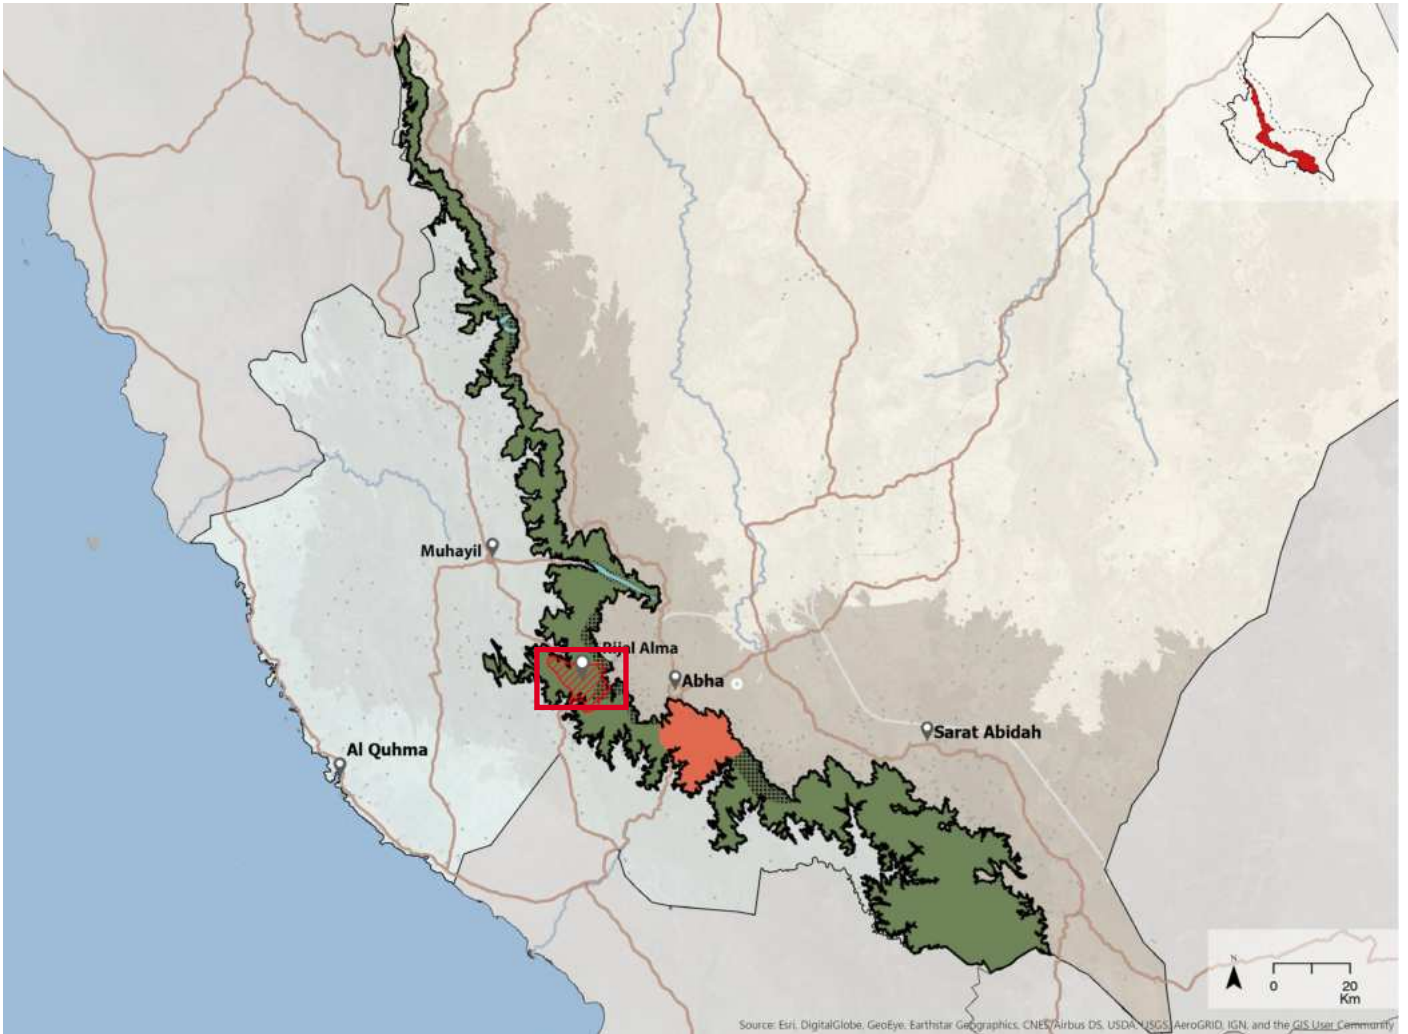 Muhayil
Rijal Alma
Abha
Sarat Abidah
Al Quhma
N
0 20
Km
Source: Esri, DigitalGlobe, GeoEye, Earthstar Geographics, CNES/Airbus DS, USDA, USGS, AeroGRID, IGN, and the GIS User Community